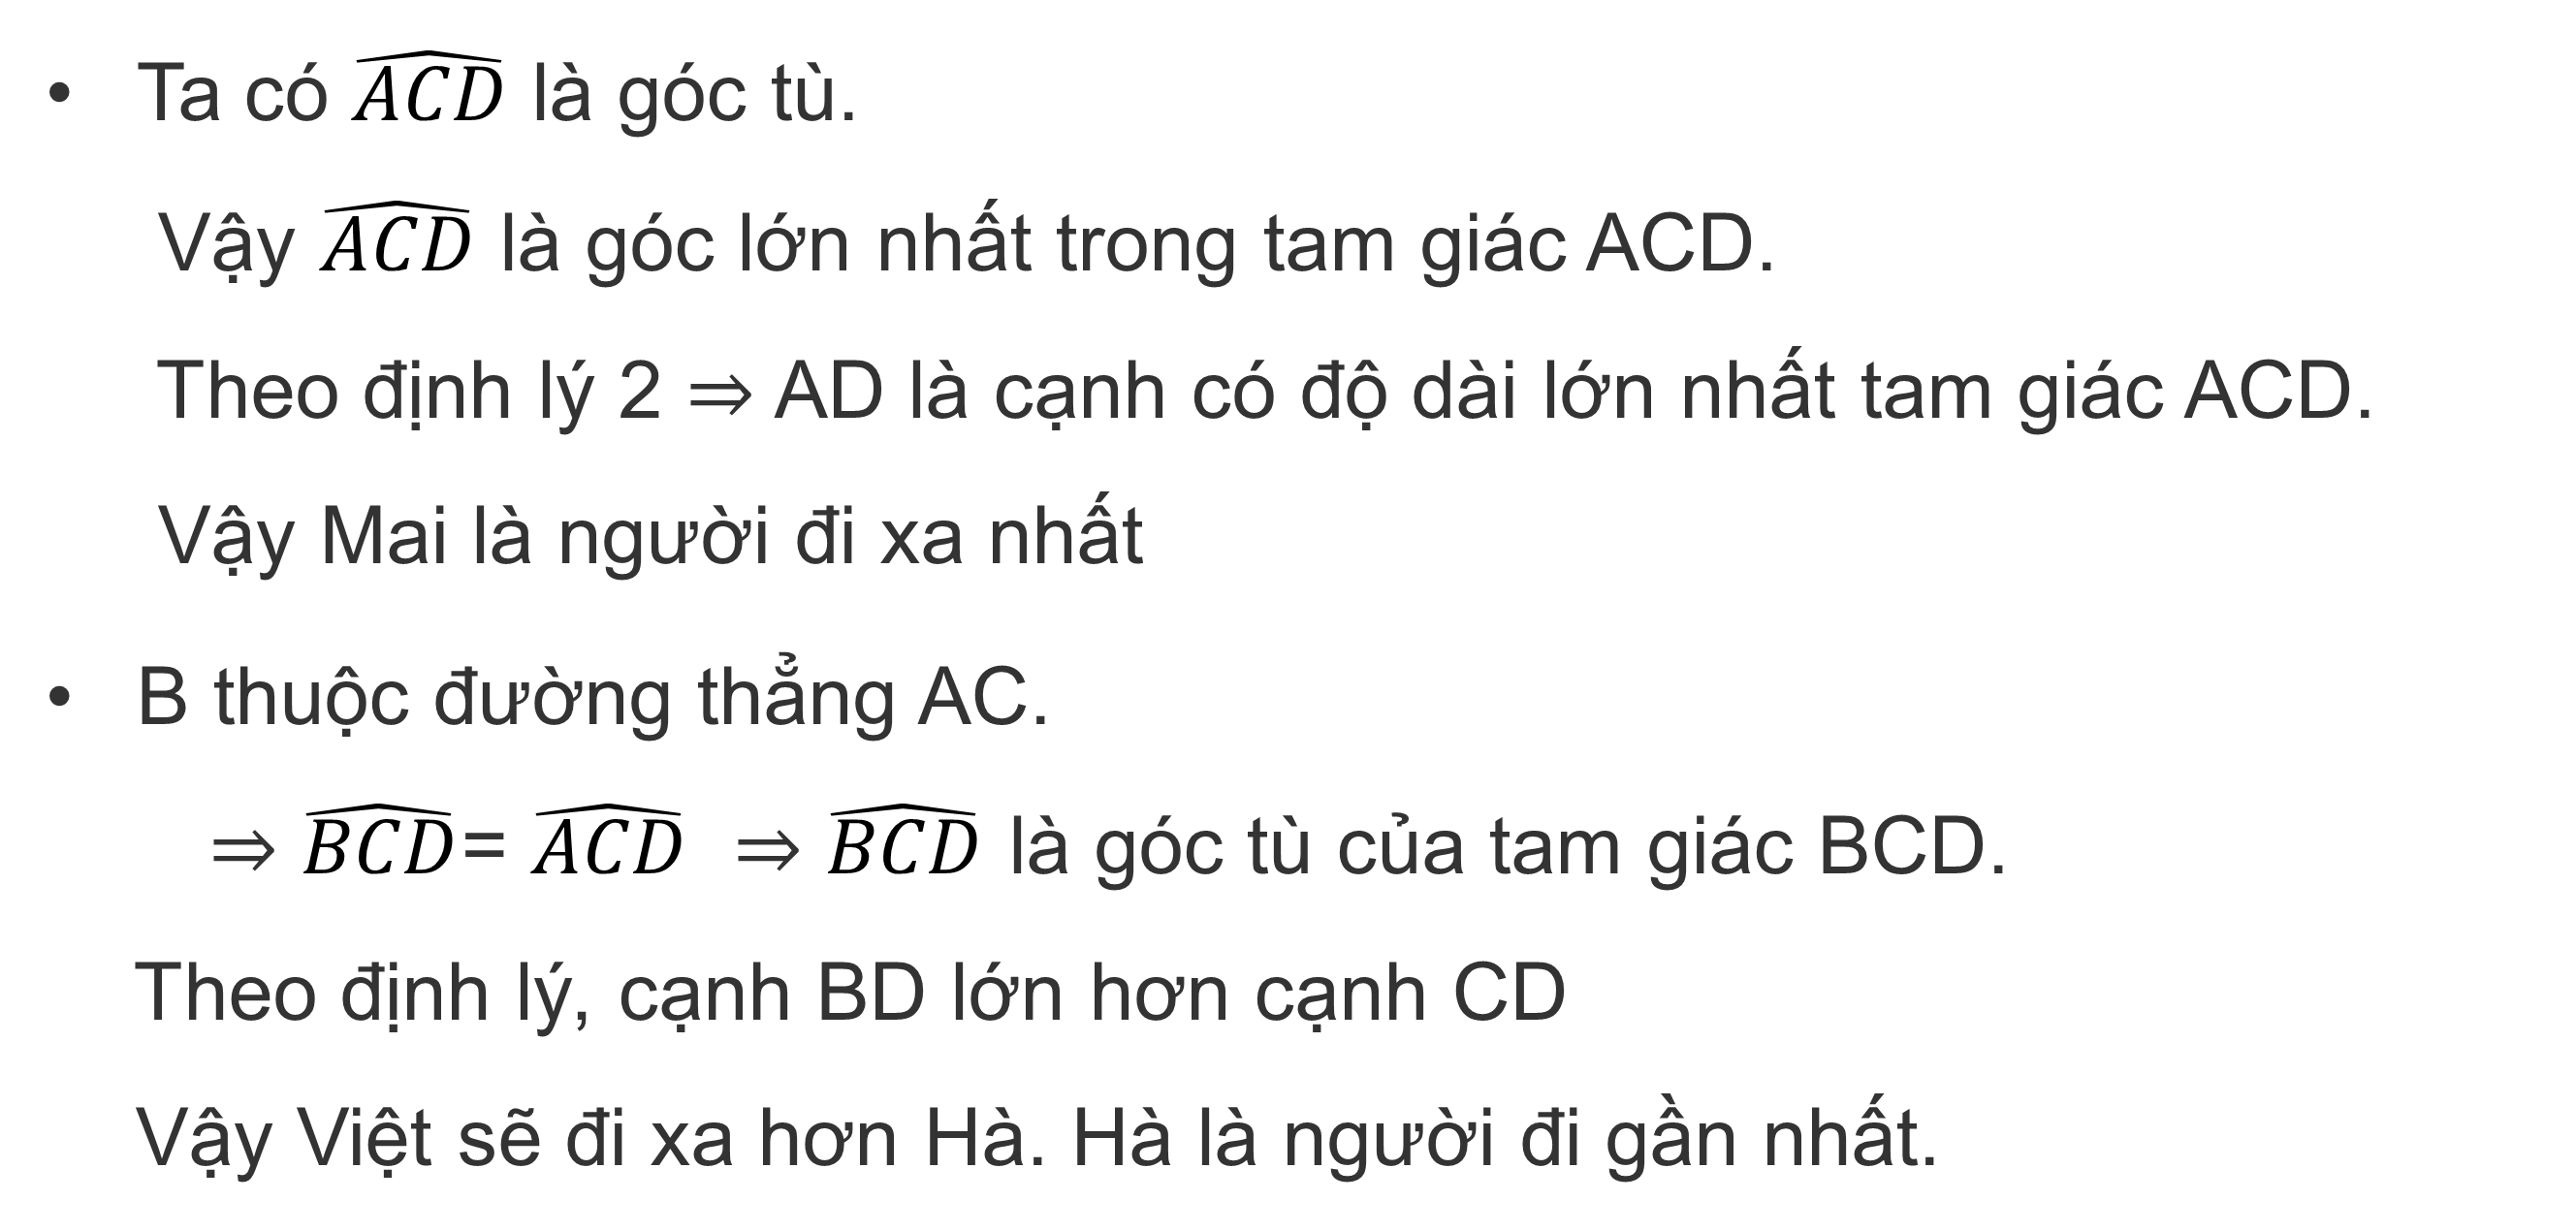 • Ta có \widehat{ACD} là góc tù.
Vậy \widehat{ACD} là góc lớn nhất trong tam giác ACD.
Theo định lý 2 ⇒ AD là cạnh có độ dài lớn nhất tam giác ACD.
Vậy Mai là người đi xa nhất
• B thuộc đường thẳng AC.
⇒ \widehat{BCD} = \widehat{ACD} ⇒ \widehat{BCD} là góc tù của tam giác BCD.
Theo định lý, cạnh BD lớn hơn cạnh CD
Vậy Việt sẽ đi xa hơn Hà. Hà là người đi gần nhất.